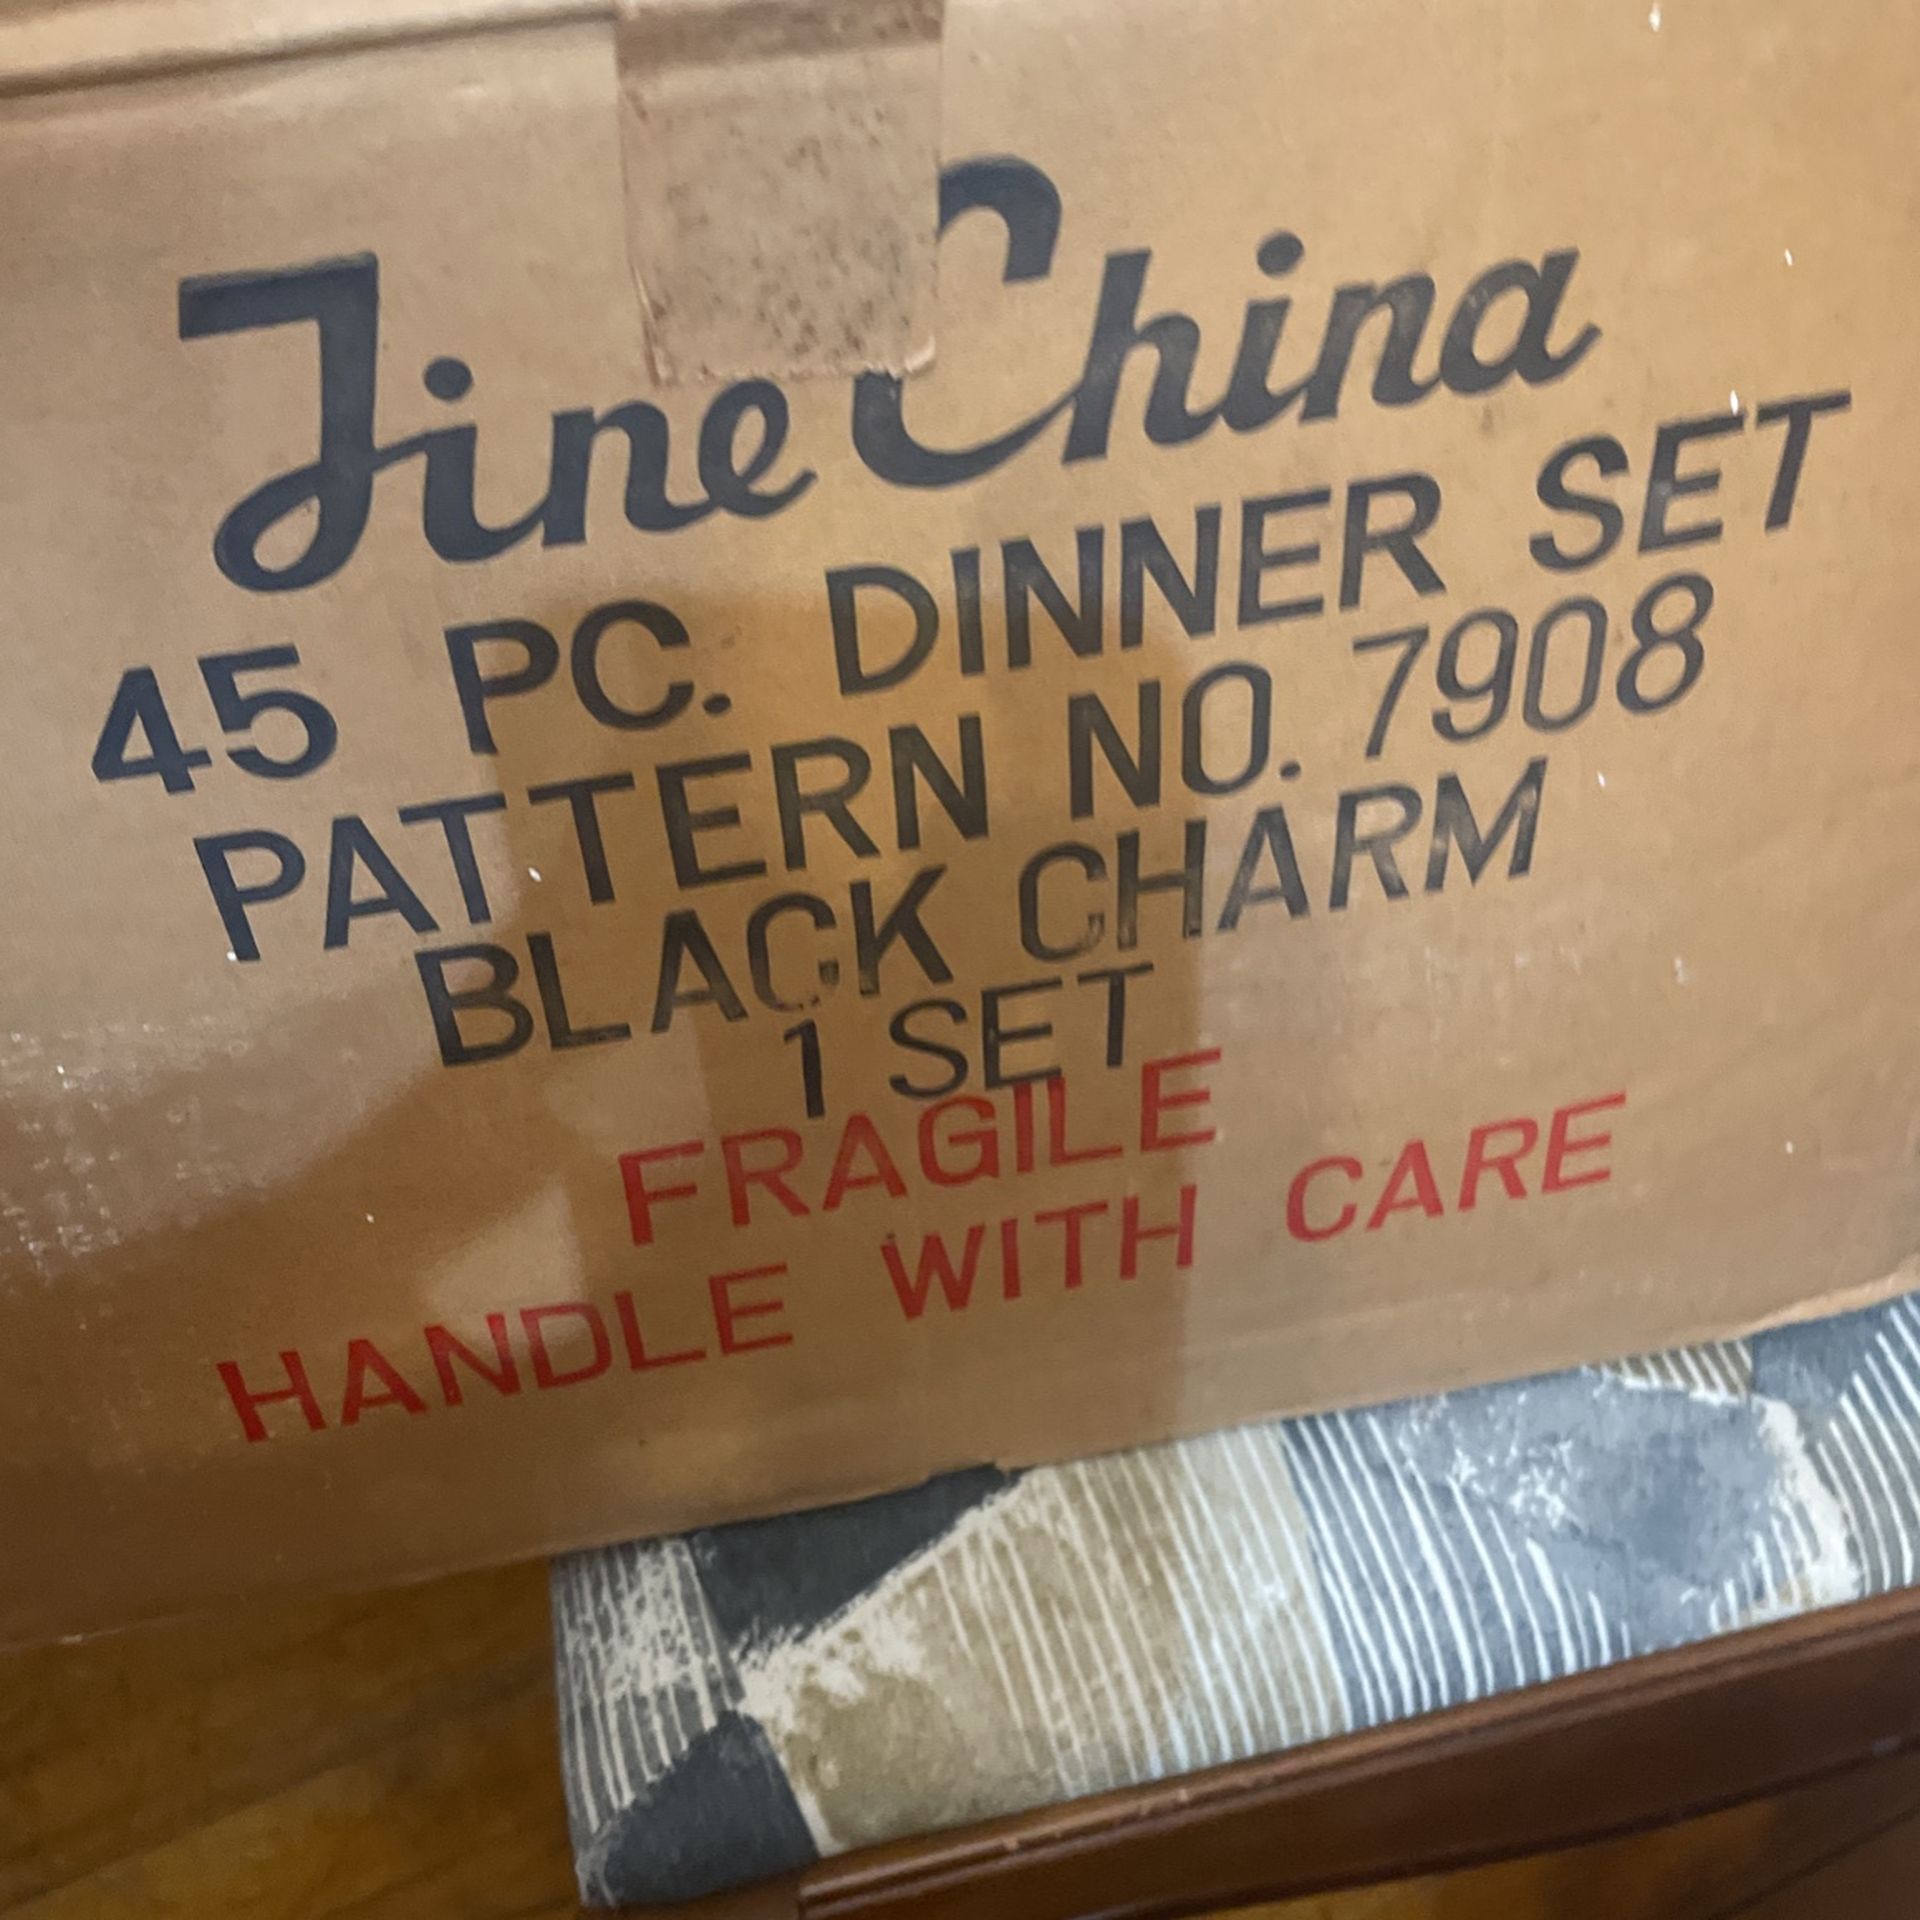 Fine China
45 PC. DINNER SET
PATTERN NO. 7908
BLACK CHARM
1 SET
FRAGILE
HANDLE WITH CARE